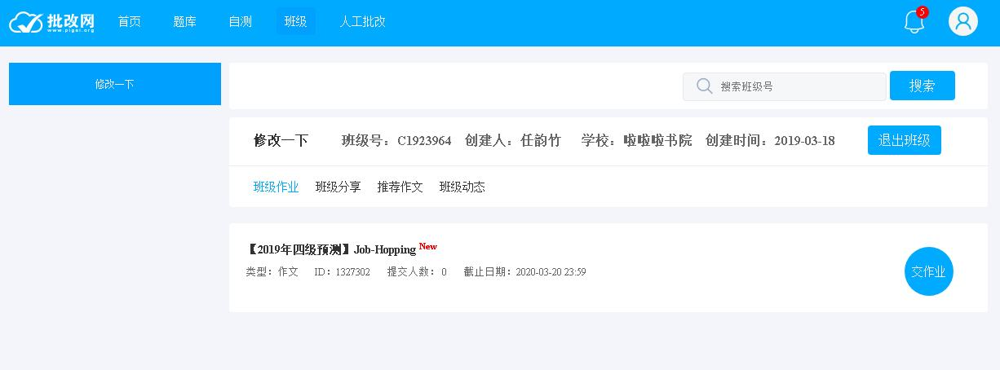 批改网 www.pigai.org 首页 题库 自测 班级 人工批改 5
修改一下
搜索班级号 搜索
修改一下 班级号：C1923964 创建人：任韵竹 学校：啦啦啦书院 创建时间：2019-03-18 退出班级
班级作业 班级分享 推荐作文 班级动态
【2019年四级预测】Job-Hopping New
类型：作文 ID：1327302 提交人数：0 截止日期：2020-03-20 23:59
交作业